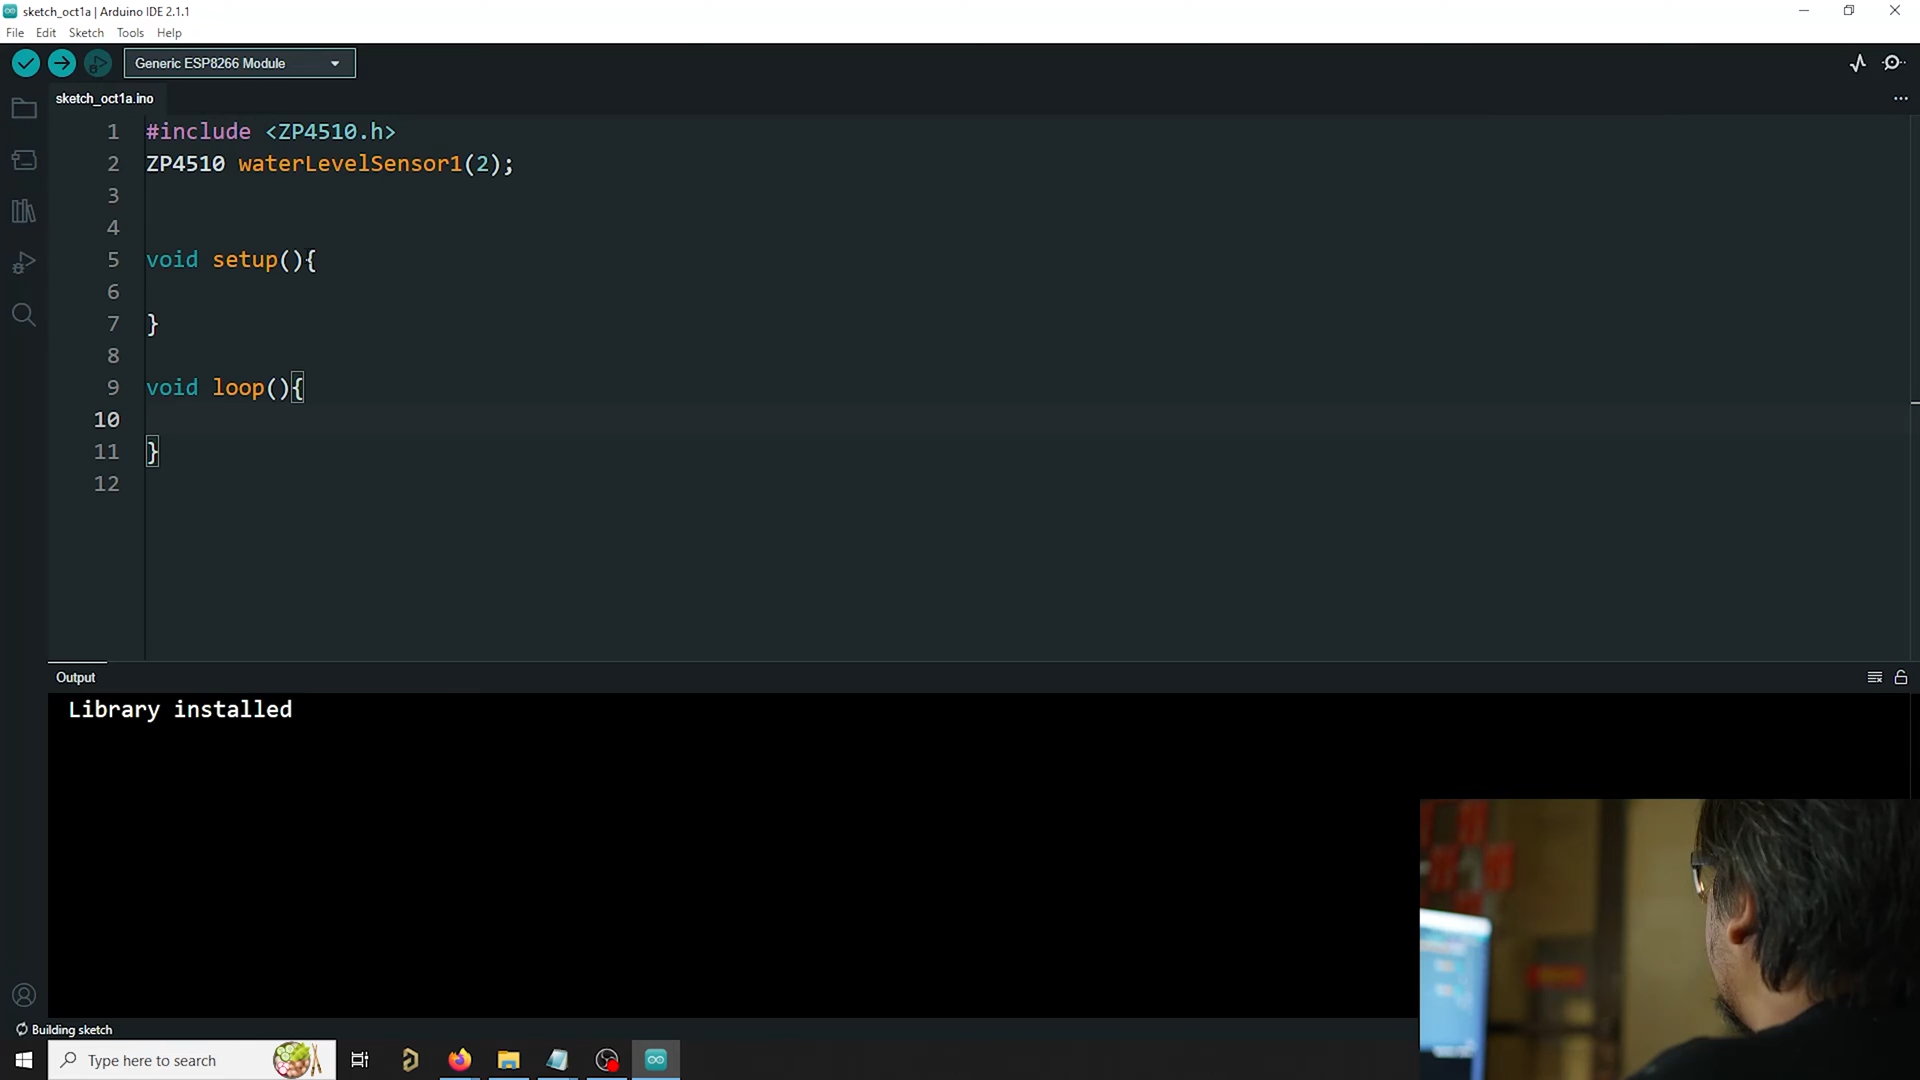 sketch_oct1a | Arduino IDE 2.1.1
File Edit Sketch Tools Help
Generic ESP8266 Module
sketch_oct1a.ino
1 #include <ZP4510.h>
2 ZP4510 waterLevelSensor1(2);
3
4
5 void setup(){
6
7 }
8
9 void loop(){
10
11 }
12
Output
Library installed
Building sketch
Type here to search